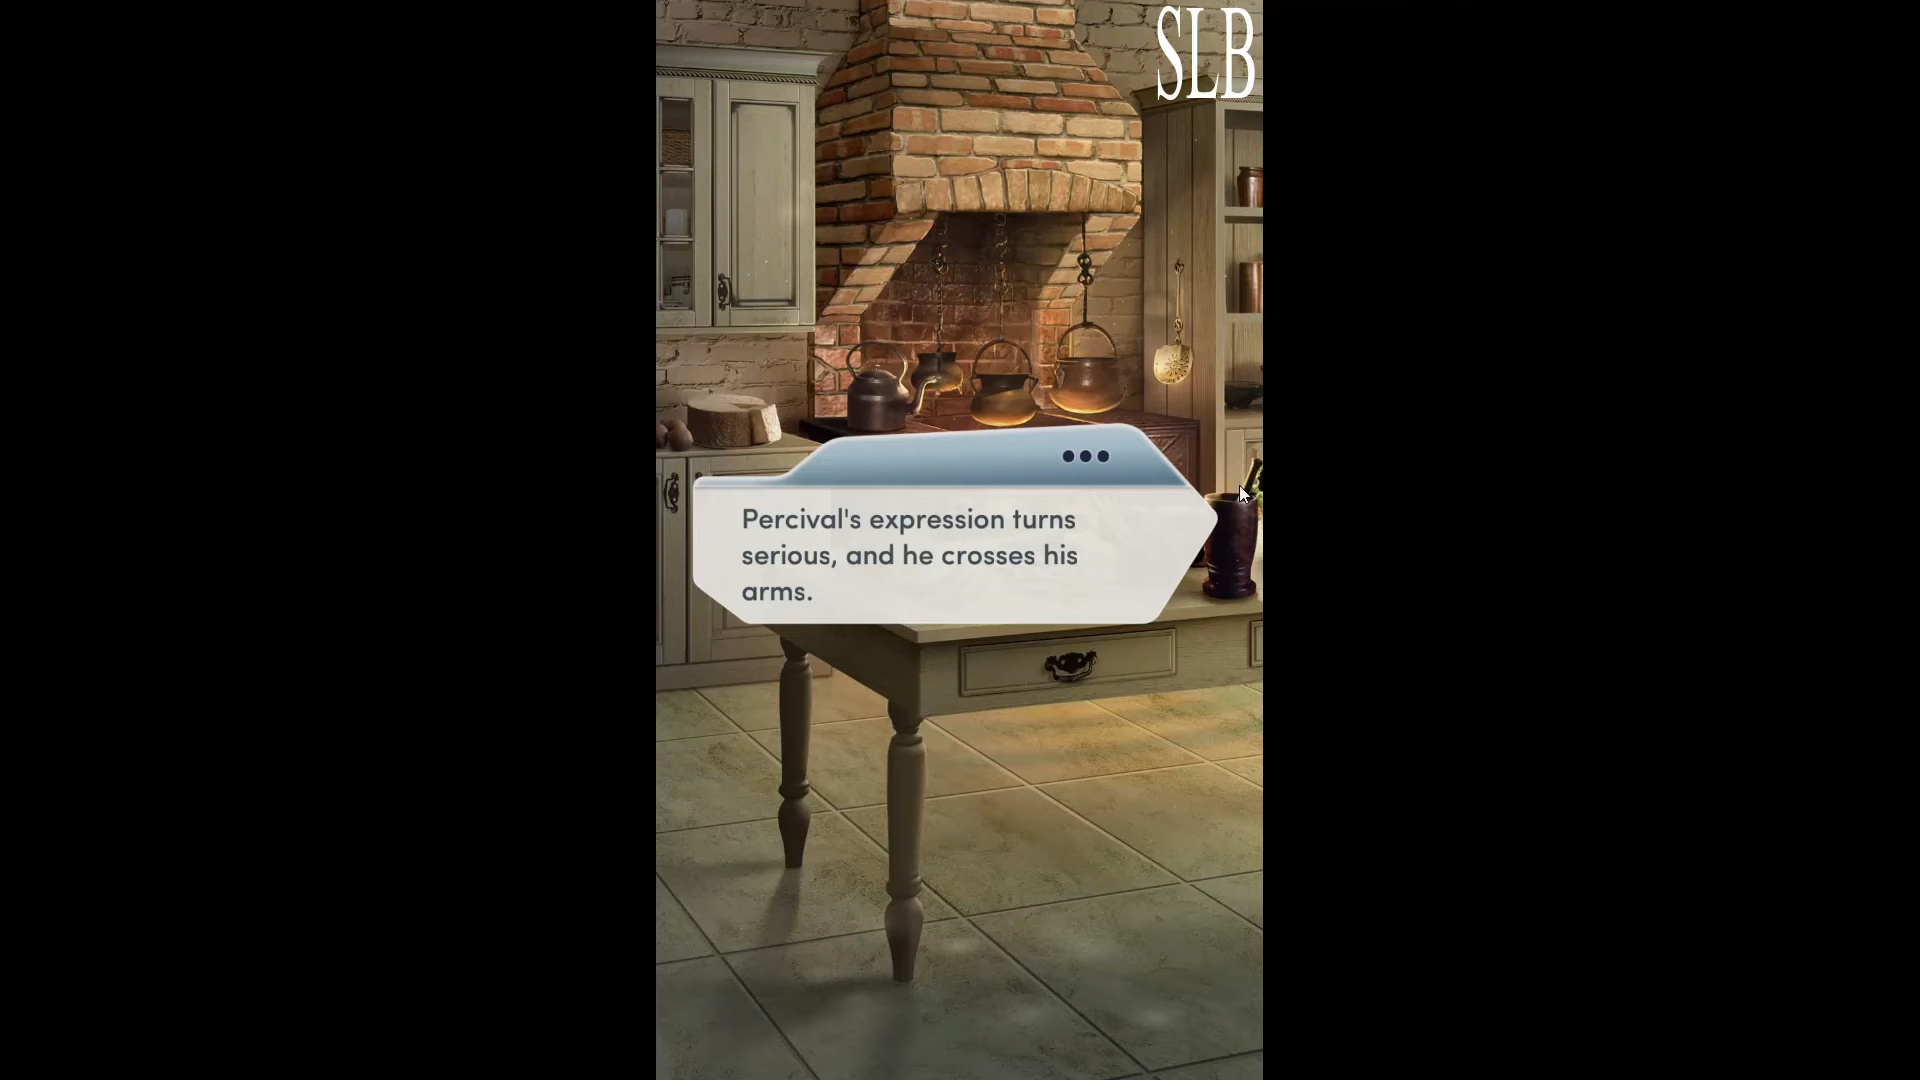 SLB
Percival's expression turns
serious, and he crosses his
arms.